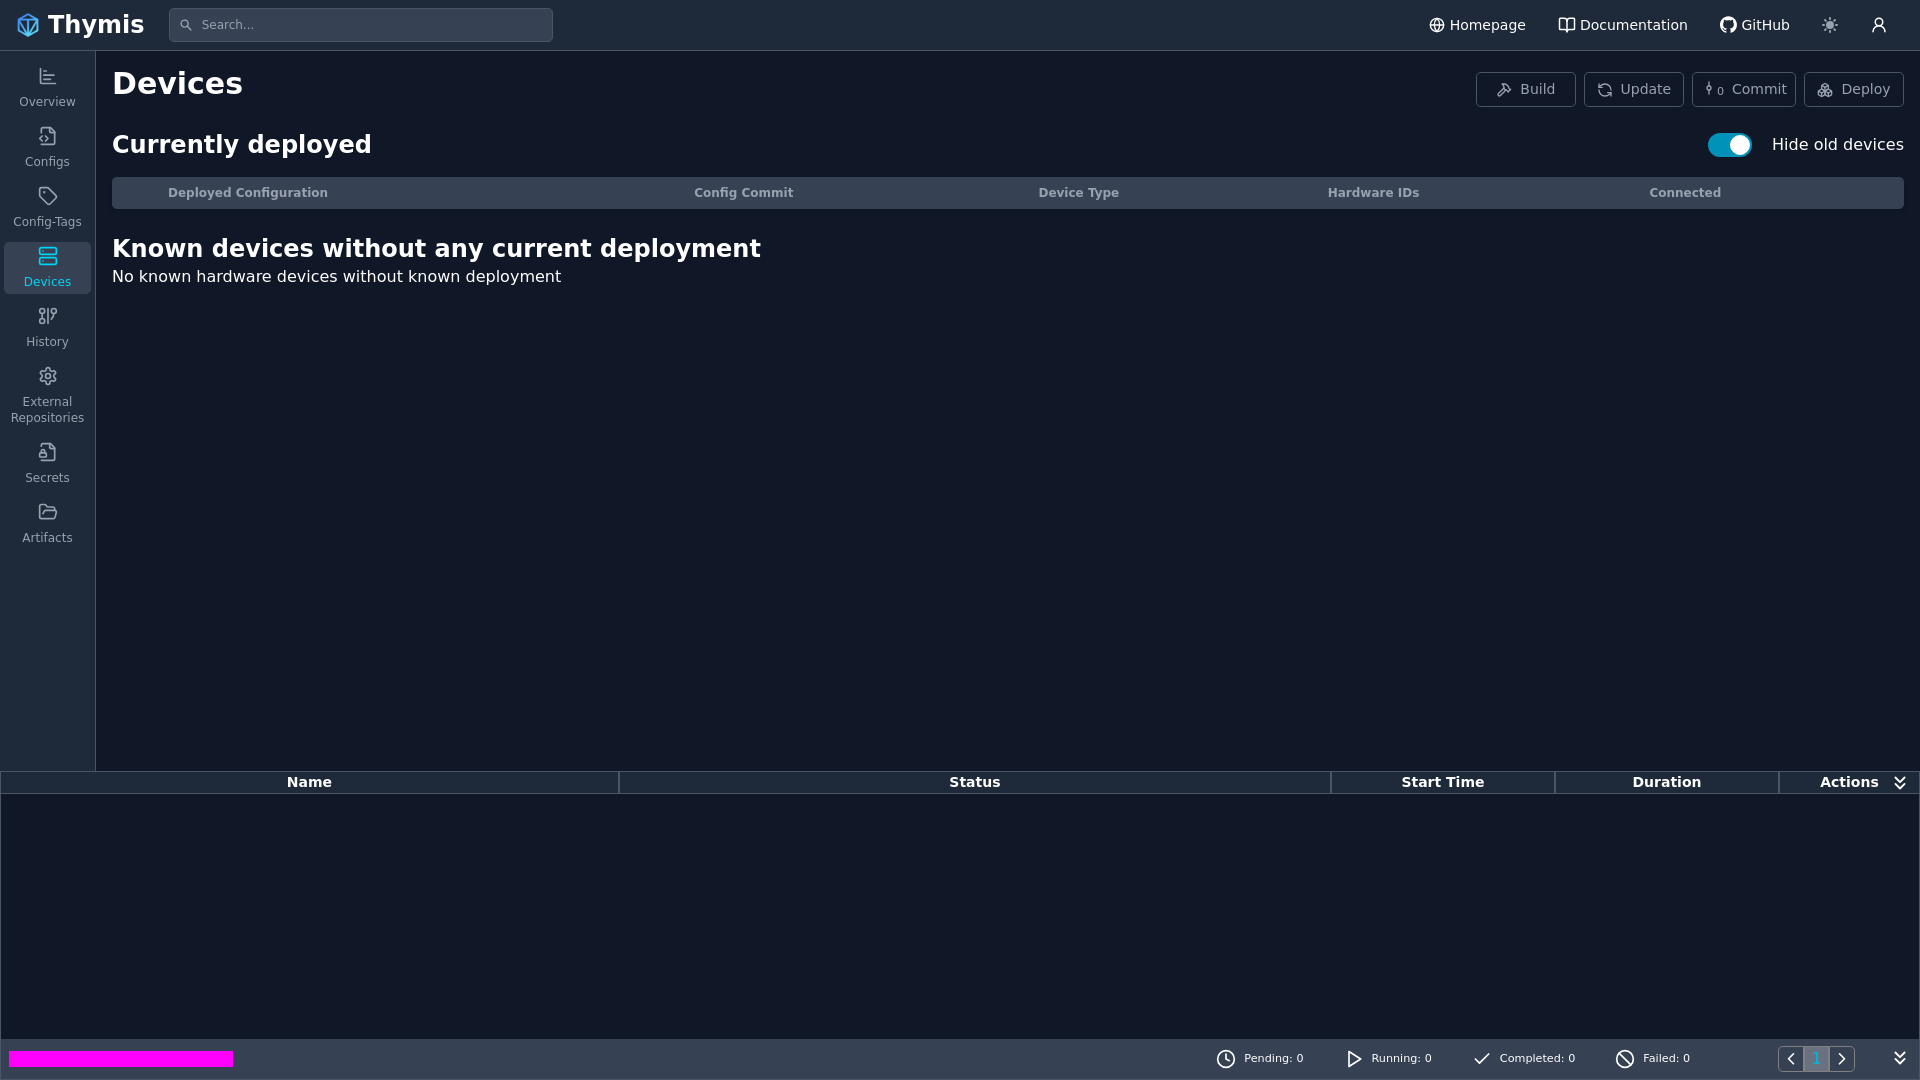 Thymis
Search...
Homepage
Documentation
GitHub
Overview
Configs
Config-Tags
Devices
History
External
Repositories
Secrets
Artifacts
Devices
Build
Update
0 Commit
Deploy
Currently deployed
Hide old devices
Deployed Configuration
Config Commit
Device Type
Hardware IDs
Connected
Known devices without any current deployment
No known hardware devices without known deployment
Name
Status
Start Time
Duration
Actions
Pending: 0
Running: 0
Completed: 0
Failed: 0
1